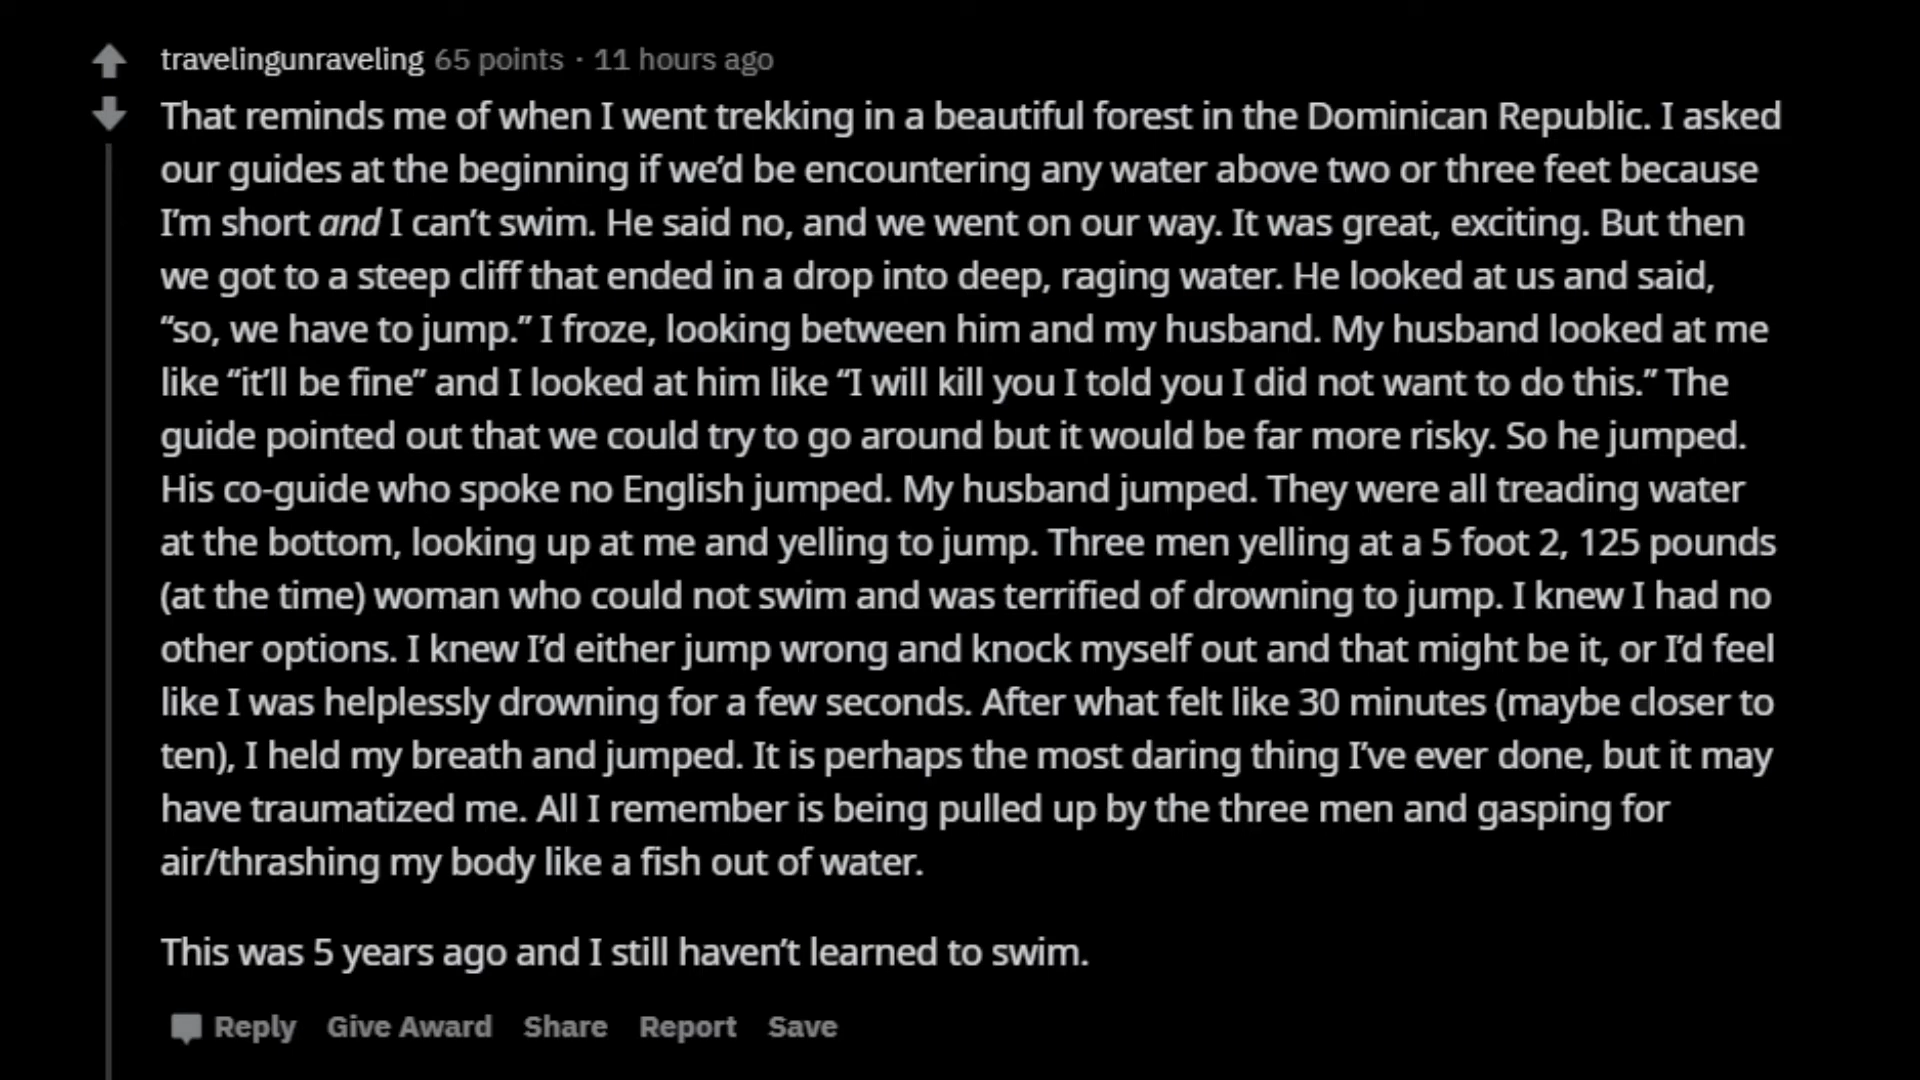 travelingunraveling 65 points · 11 hours ago
That reminds me of when I went trekking in a beautiful forest in the Dominican Republic. I asked
our guides at the beginning if we’d be encountering any water above two or three feet because
I’m short and I can’t swim. He said no, and we went on our way. It was great, exciting. But then
we got to a steep cliff that ended in a drop into deep, raging water. He looked at us and said,
“so, we have to jump.” I froze, looking between him and my husband. My husband looked at me
like “it’ll be fine” and I looked at him like “I will kill you I told you I did not want to do this.” The
guide pointed out that we could try to go around but it would be far more risky. So he jumped.
His co-guide who spoke no English jumped. My husband jumped. They were all treading water
at the bottom, looking up at me and yelling to jump. Three men yelling at a 5 foot 2, 125 pounds
(at the time) woman who could not swim and was terrified of drowning to jump. I knew I had no
other options. I knew I’d either jump wrong and knock myself out and that might be it, or I’d feel
like I was helplessly drowning for a few seconds. After what felt like 30 minutes (maybe closer to
ten), I held my breath and jumped. It is perhaps the most daring thing I’ve ever done, but it may
have traumatized me. All I remember is being pulled up by the three men and gasping for
air/thrashing my body like a fish out of water.
This was 5 years ago and I still haven’t learned to swim.
Reply Give Award Share Report Save